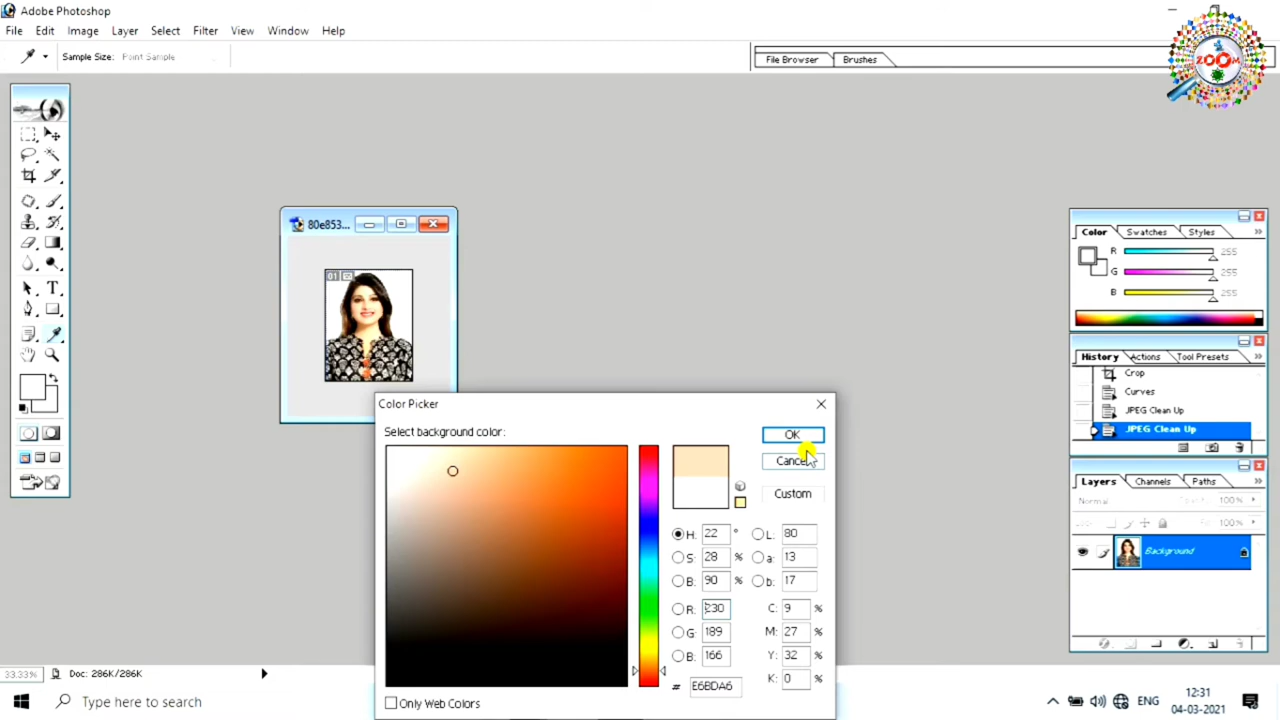 Adobe Photoshop
File Edit Image Layer Select Filter View Window Help
Sample Size: Point Sample
File Browser Brushes
ZOOM
80e853...
01
Color Swatches Styles
R 255
G 255
B 255
History Actions Tool Presets
Crop
Curves
JPEG Clean Up
JPEG Clean Up
Layers Channels Paths
Normal Opacity: 100%
Lock: Fill: 100%
Background
Color Picker
Select background color:
OK
Cancel
Custom
H: 22 ° L: 80
S: 28 % a: 13
B: 90 % b: 17
R: 230 C: 9 %
G: 189 M: 27 %
B: 166 Y: 32 %
K: 0 %
# E6BDA6
Only Web Colors
33.33% Doc: 286K/286K
Type here to search
ENG
12:31
04-03-2021